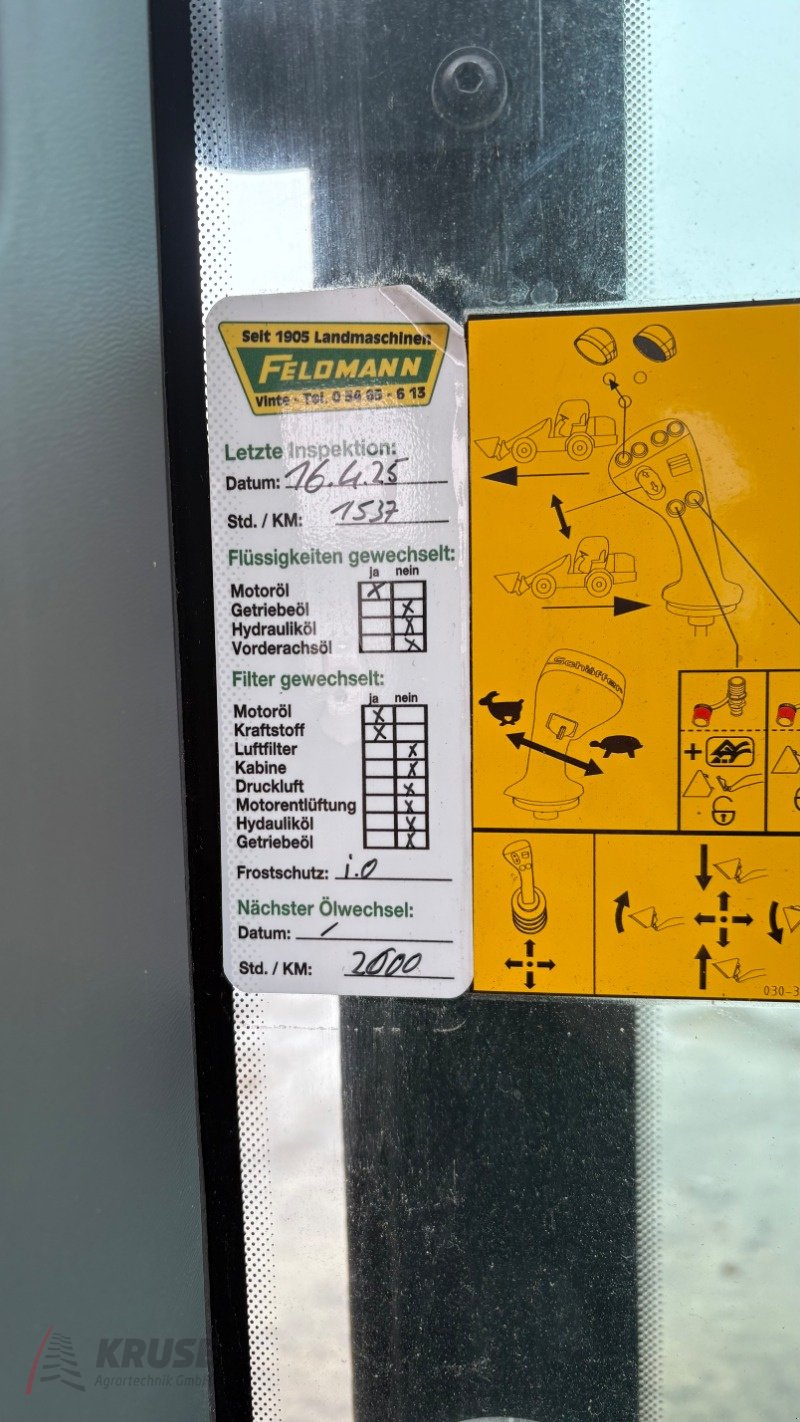 Seit 1905 Landmaschinen
FELDMANN
Vinte - Tel. 0 54 65 - 6 13
Letzte Inspektion:
Datum: 16.4.25
Std. / KM: 1537
Flüssigkeiten gewechselt:
ja nein
Motoröl x
Getriebeöl x
Hydrauliköl x
Vorderachsöl x
Filter gewechselt:
ja nein
Motoröl x
Kraftstoff x
Luftfilter x
Kabine x
Druckluft x
Motorentlüftung x
Hydauliköl x
Getriebeöl x
Frostschutz: i.O
Nächster Ölwechsel:
Datum: /
Std. / KM: 2000
Schäffer
+
030-3
KRUSE
Agrartechnik GmbH